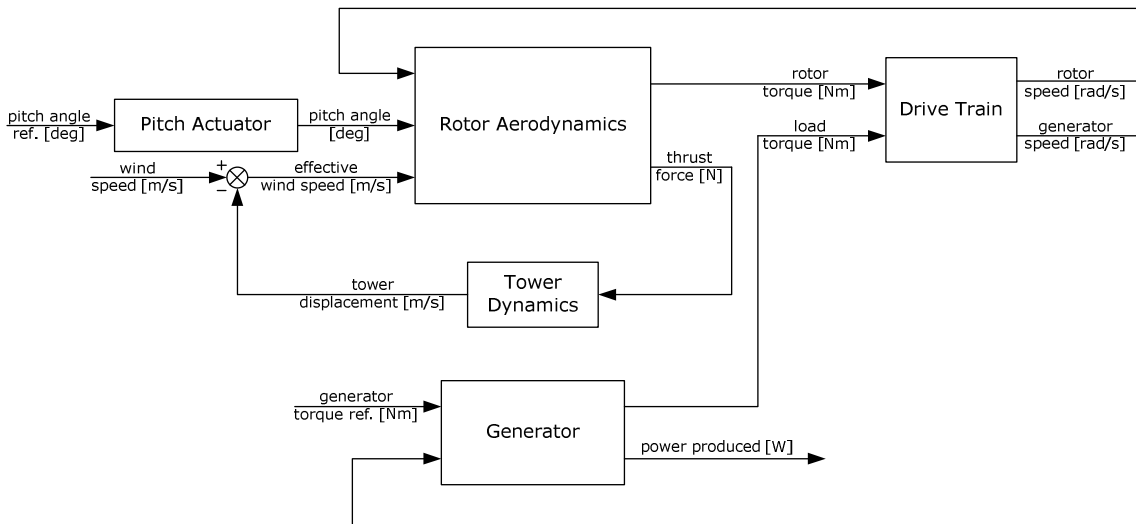 rotor
torque [Nm]
rotor
speed [rad/s]
Drive Train
pitch angle
ref. [deg]
Pitch Actuator
pitch angle
[deg]
Rotor Aerodynamics
load
torque [Nm]
generator
speed [rad/s]
wind
speed [m/s]
+
−
effective
wind speed [m/s]
thrust
force [N]
tower
displacement [m/s]
Tower
Dynamics
generator
torque ref. [Nm]
Generator
power produced [W]